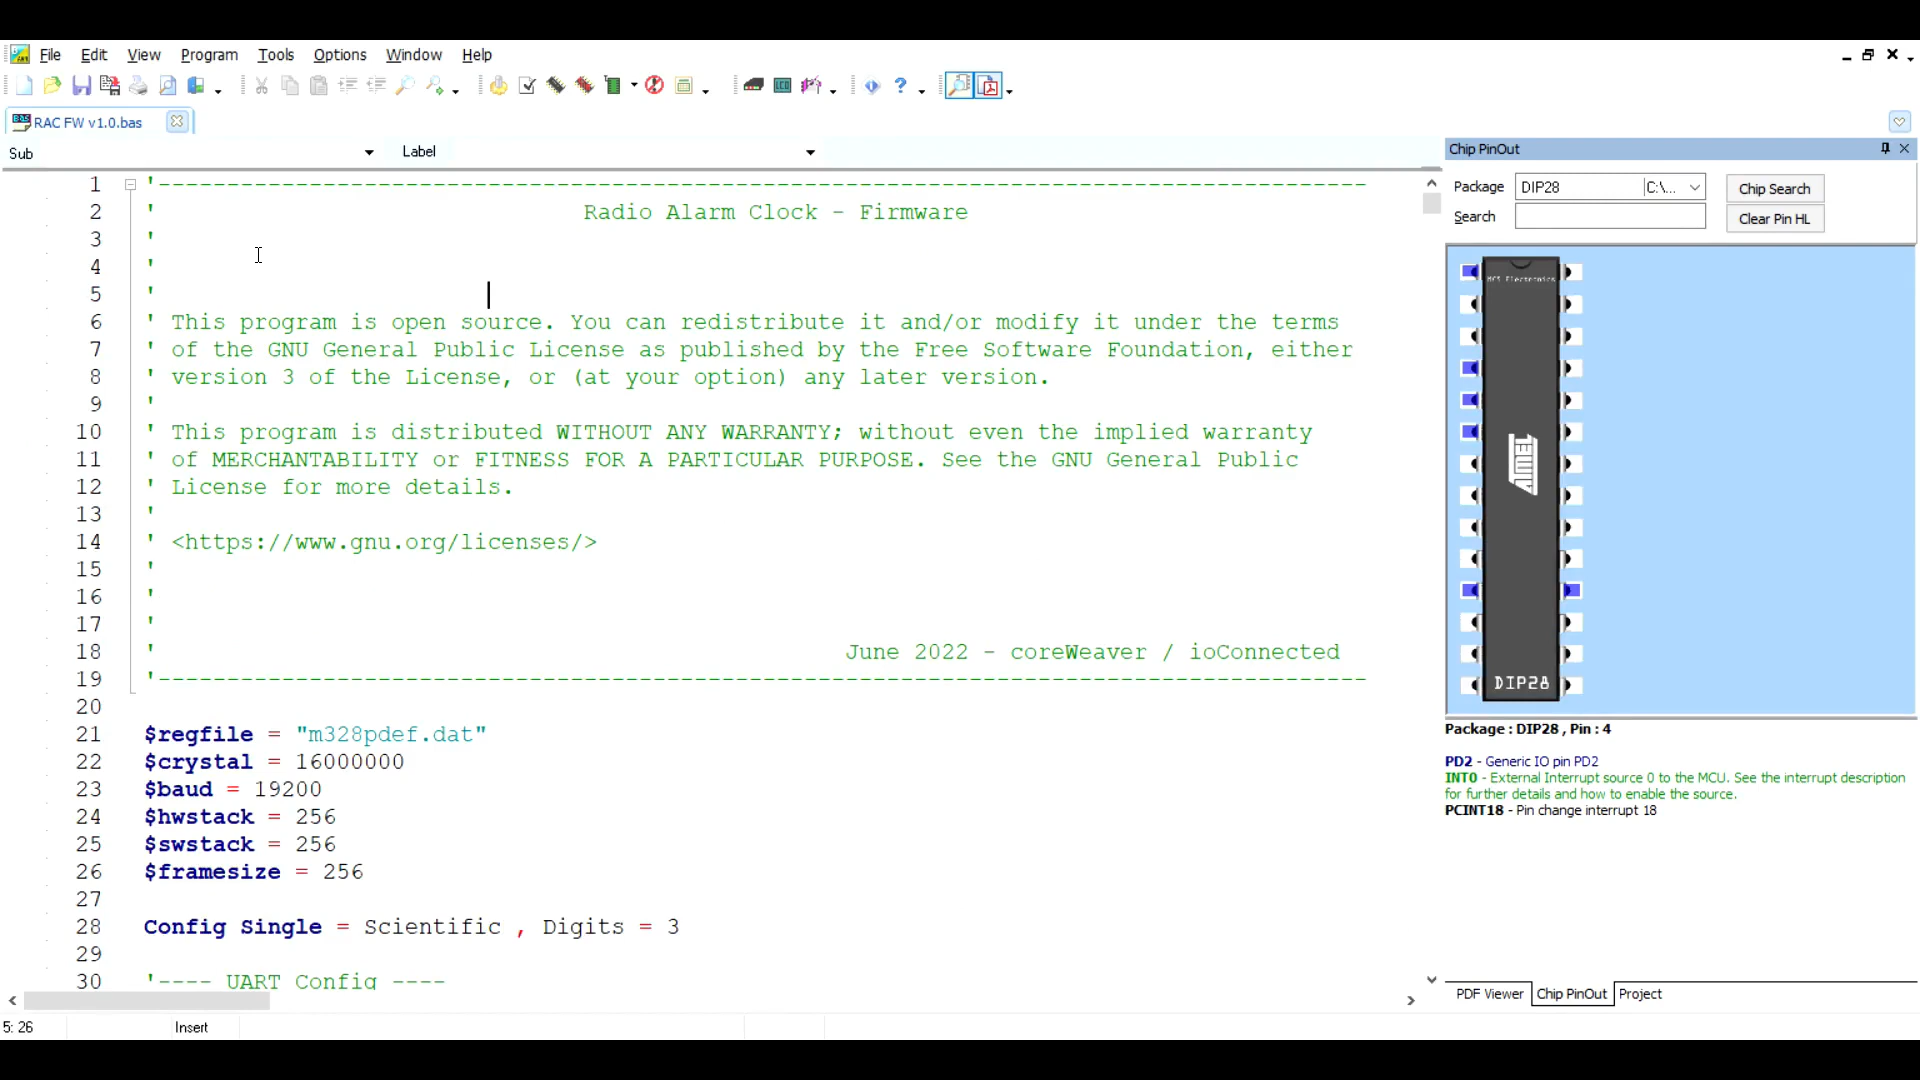 File Edit View Program Tools Options Window Help
RAC FW v1.0.bas
Sub Label
1 '----------------------------------------------------------------------------------------
2 ' Radio Alarm Clock - Firmware
3 '
4 '
5 '
6 ' This program is open source. You can redistribute it and/or modify it under the terms
7 ' of the GNU General Public License as published by the Free Software Foundation, either
8 ' version 3 of the License, or (at your option) any later version.
9 '
10 ' This program is distributed WITHOUT ANY WARRANTY; without even the implied warranty
11 ' of MERCHANTABILITY or FITNESS FOR A PARTICULAR PURPOSE. See the GNU General Public
12 ' License for more details.
13 '
14 ' <https://www.gnu.org/licenses/>
15 '
16 '
17 '
18 ' June 2022 - coreWeaver / ioConnected
19 '----------------------------------------------------------------------------------------
20
21 $regfile = "m328pdef.dat"
22 $crystal = 16000000
23 $baud = 19200
24 $hwstack = 256
25 $swstack = 256
26 $framesize = 256
27
28 Config Single = Scientific , Digits = 3
29
30 '---- UART Config ----
5: 26 Insert
Chip PinOut
Package DIP28 C:\... Chip Search
Search Clear Pin HL
MCS Electronics
ATMEL
DIP28
Package : DIP28 , Pin : 4
PD2 - Generic IO pin PD2
INT0 - External Interrupt source 0 to the MCU. See the interrupt description
for further details and how to enable the source.
PCINT18 - Pin change interrupt 18
PDF Viewer Chip PinOut Project